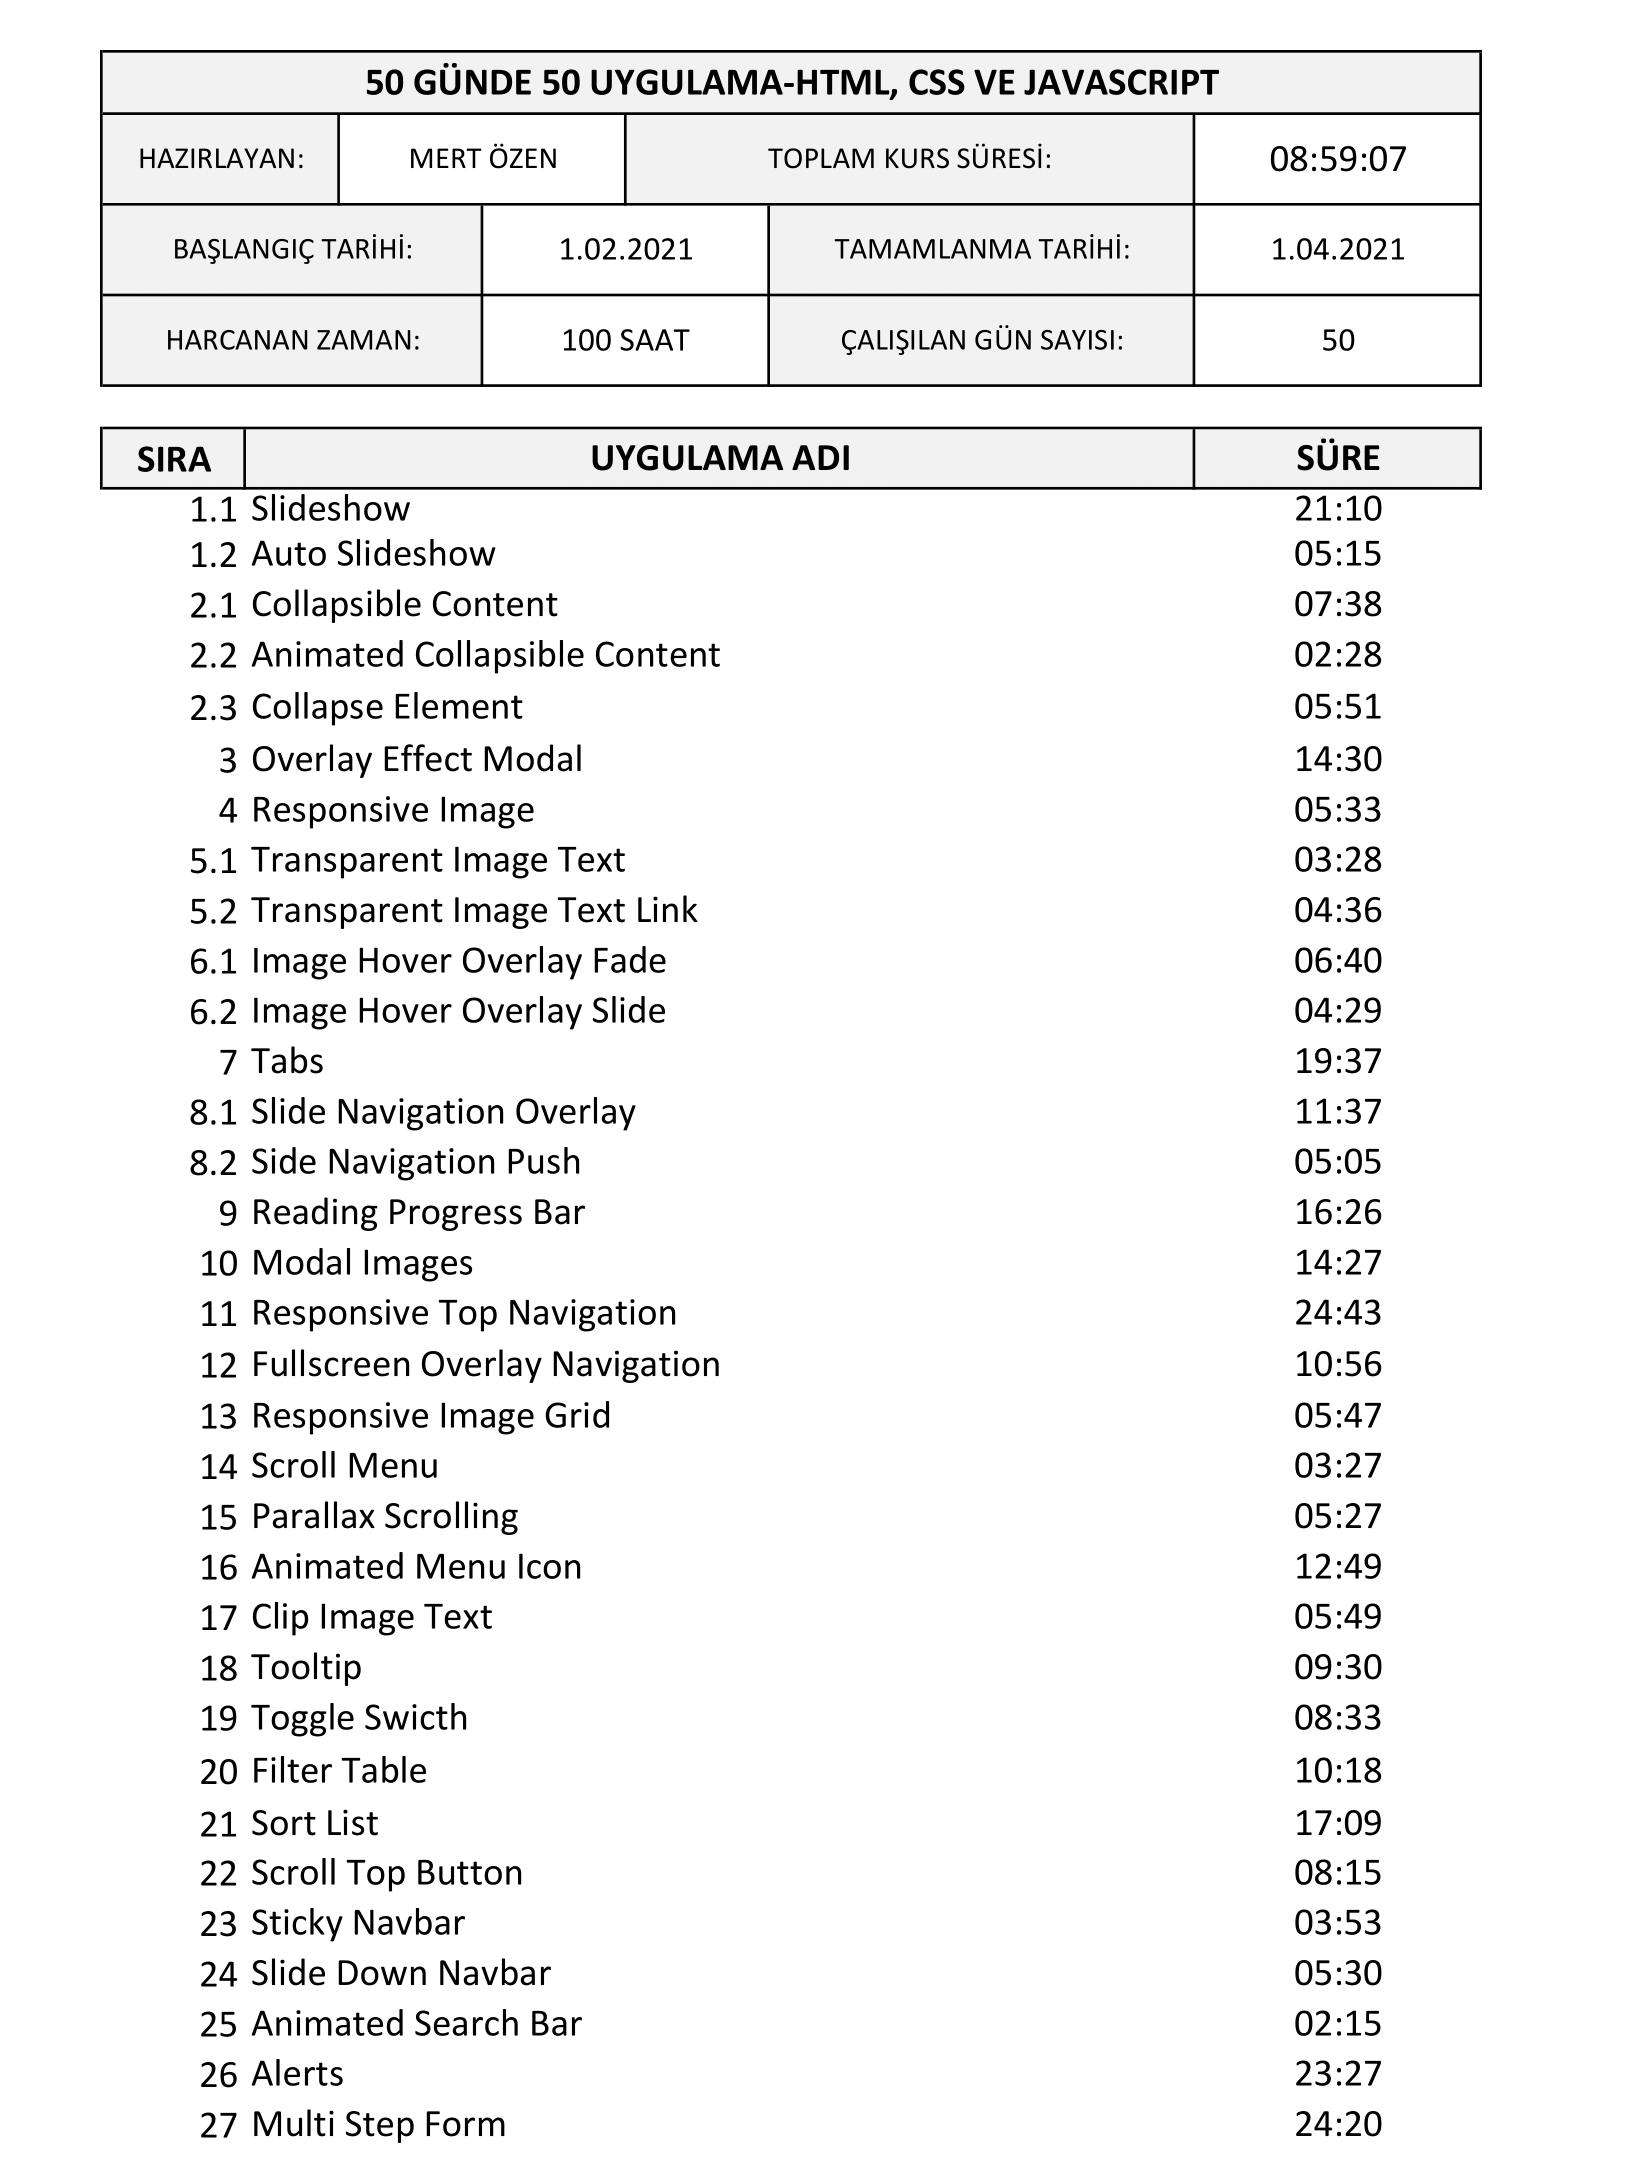 50 GÜNDE 50 UYGULAMA-HTML, CSS VE JAVASCRIPT
HAZIRLAYAN: MERT ÖZEN TOPLAM KURS SÜRESİ: 08:59:07
BAŞLANGIÇ TARİHİ: 1.02.2021 TAMAMLANMA TARİHİ: 1.04.2021
HARCANAN ZAMAN: 100 SAAT ÇALIŞILAN GÜN SAYISI: 50
SIRA UYGULAMA ADI SÜRE
1.1 Slideshow 21:10
1.2 Auto Slideshow 05:15
2.1 Collapsible Content 07:38
2.2 Animated Collapsible Content 02:28
2.3 Collapse Element 05:51
3 Overlay Effect Modal 14:30
4 Responsive Image 05:33
5.1 Transparent Image Text 03:28
5.2 Transparent Image Text Link 04:36
6.1 Image Hover Overlay Fade 06:40
6.2 Image Hover Overlay Slide 04:29
7 Tabs 19:37
8.1 Slide Navigation Overlay 11:37
8.2 Side Navigation Push 05:05
9 Reading Progress Bar 16:26
10 Modal Images 14:27
11 Responsive Top Navigation 24:43
12 Fullscreen Overlay Navigation 10:56
13 Responsive Image Grid 05:47
14 Scroll Menu 03:27
15 Parallax Scrolling 05:27
16 Animated Menu Icon 12:49
17 Clip Image Text 05:49
18 Tooltip 09:30
19 Toggle Swicth 08:33
20 Filter Table 10:18
21 Sort List 17:09
22 Scroll Top Button 08:15
23 Sticky Navbar 03:53
24 Slide Down Navbar 05:30
25 Animated Search Bar 02:15
26 Alerts 23:27
27 Multi Step Form 24:20